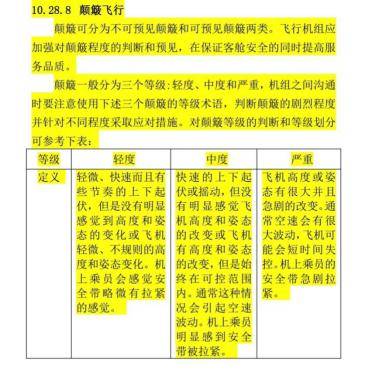 10.28.8 颠簸飞行
颠簸可分为不可预见颠簸和可预见颠簸两类。飞行机组应
加强对颠簸程度的判断和预见，在保证客舱安全的同时提高服
务品质。
颠簸一般分为三个等级:轻度、中度和严重，机组之间沟通
时要注意使用下述三个颠簸的等级术语，判断颠簸的剧烈程度
并针对不同程度采取应对措施。对颠簸等级的判断和等级划分
可参考下表:
等级 轻度 中度 严重
定义
轻微、快速而且有
些节奏的上下起
伏，但是没有明显
感觉到高度和姿
态的变化或飞机
轻微、不规则的高
度和姿态变化。机
上乘员会感觉安
全带略微有拉紧
的感觉。
快速的上下起
伏或摇动，但没
有明显感觉飞
机高度和姿态
的改变或飞机
有高度和姿态
的改变，但是始
终在可控范围
内。通常这种情
况会引起空速
波动。机上乘员
明显感到安全
带被拉紧。
飞机高度或姿
态有很大并且
急剧的改变。通
常空速会有很
大波动，飞机可
能会短时间失
控。机上乘员的
安全带急剧拉
紧。